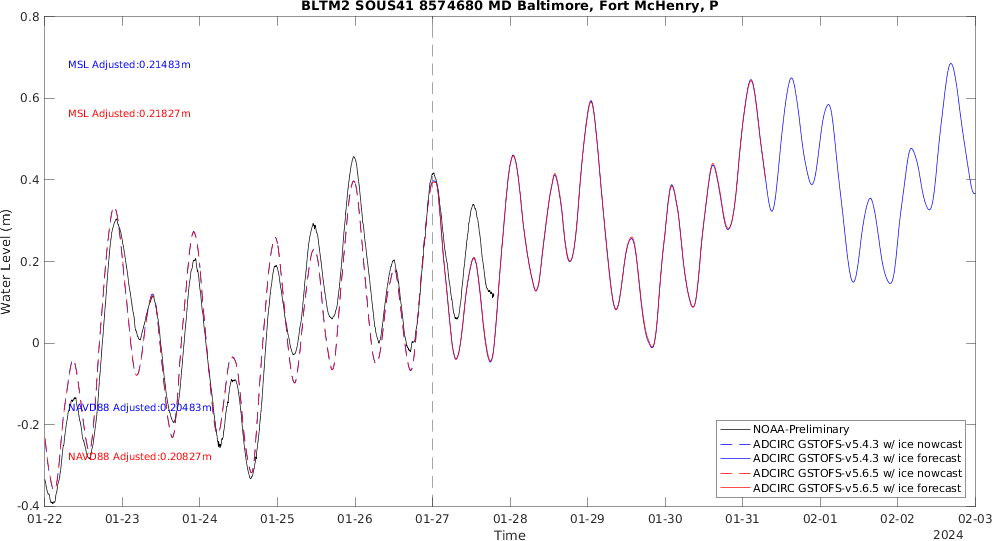 BLTM2 SOUS41 8574680 MD Baltimore, Fort McHenry, P
0.8
0.6
0.4
0.2
0
-0.2
-0.4
Water Level (m)
MSL Adjusted:0.21483m
MSL Adjusted:0.21827m
NAVD88 Adjusted:0.20483m
NAVD88 Adjusted:0.20827m
NOAA-Preliminary
ADCIRC GSTOFS-v5.4.3 w/ ice nowcast
ADCIRC GSTOFS-v5.4.3 w/ ice forecast
ADCIRC GSTOFS-v5.6.5 w/ ice nowcast
ADCIRC GSTOFS-v5.6.5 w/ ice forecast
01-22 01-23 01-24 01-25 01-26 01-27 01-28 01-29 01-30 01-31 02-01 02-02 02-03
Time
2024